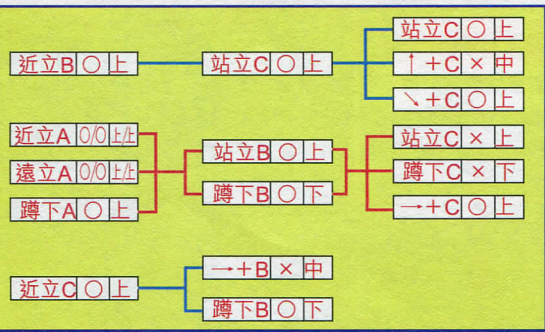 近立B ○ 上 站立C ○ 上 站立C ○ 上
↑+C × 中
↘+C ○ 上
近立A ○/○ 上/上 站立B ○ 上 站立C × 上
遠立A ○/○ 上/上 蹲下B ○ 下 蹲下C × 下
蹲下A ○ 上 →+C ○ 上
近立C ○ 上 →+B × 中
蹲下B ○ 下